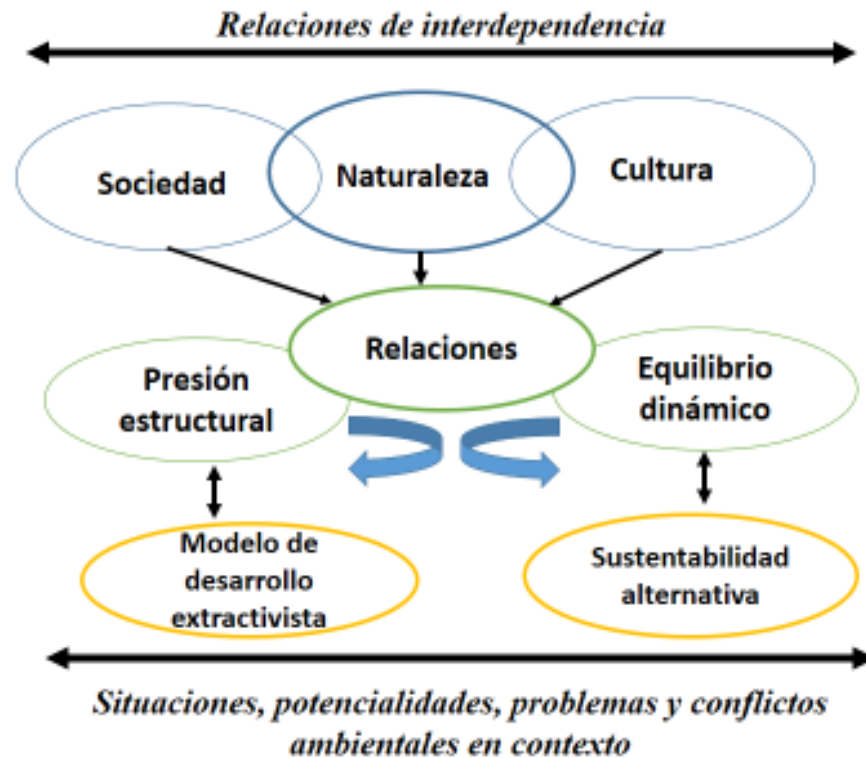 Relaciones de interdependencia
Sociedad
Naturaleza
Cultura
Relaciones
Presión
estructural
Equilibrio
dinámico
Modelo de
desarrollo
extractivista
Sustentabilidad
alternativa
Situaciones, potencialidades, problemas y conflictos
ambientales en contexto